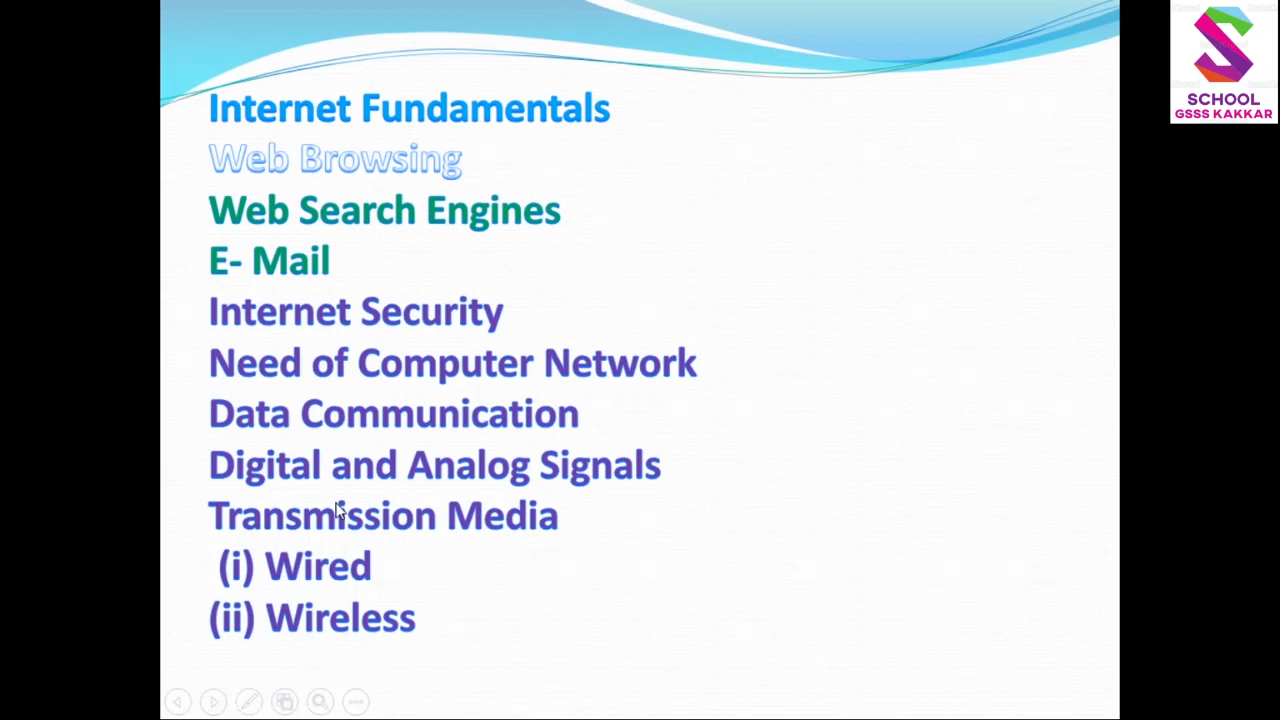 Internet Fundamentals
Web Browsing
Web Search Engines
E- Mail
Internet Security
Need of Computer Network
Data Communication
Digital and Analog Signals
Transmission Media
(i) Wired
(ii) Wireless
SCHOOL
GSSS KAKKAR